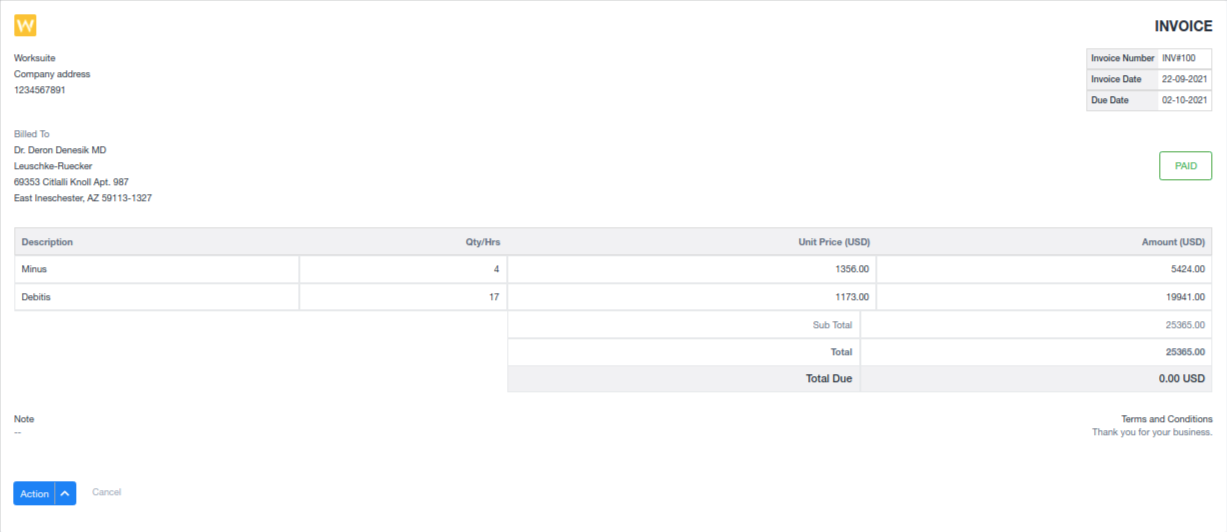 W
INVOICE
Worksuite
Company address
1234567891
Invoice Number INV#100
Invoice Date 22-09-2021
Due Date 02-10-2021
Billed To
Dr. Deron Denesik MD
Leuschke-Ruecker
69353 Citlalli Knoll Apt. 987
East Ineschester, AZ 59113-1327
PAID
Description Qty/Hrs Unit Price (USD) Amount (USD)
Minus 4 1356.00 5424.00
Debitis 17 1173.00 19941.00
Sub Total 25365.00
Total 25365.00
Total Due 0.00 USD
Note
--
Terms and Conditions
Thank you for your business.
Action Cancel